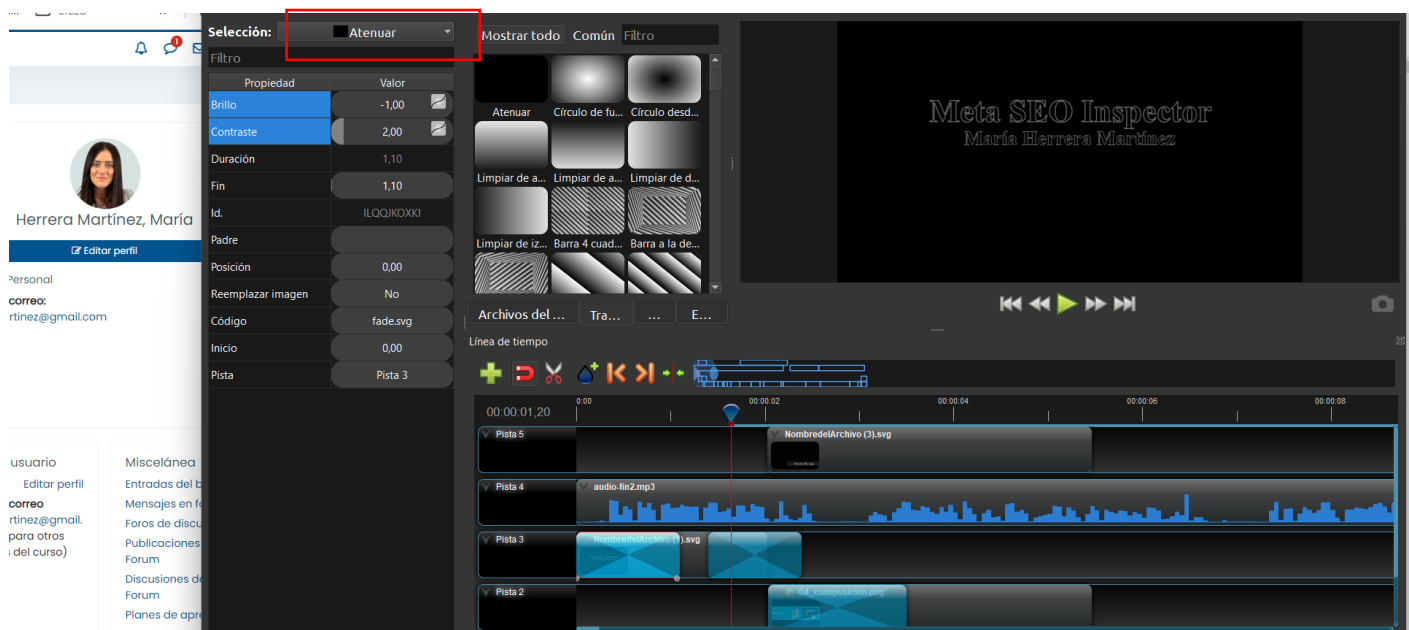 Herrera Martínez, María
Editar perfil
Personal
correo:
rtinez@gmail.com
usuario
Editar perfil
correo
rtinez@gmail.
para otros
s del curso)
Miscelánea
Entradas del b
Mensajes en fo
Foros de discu
Publicaciones
Forum
Discusiones de
Forum
Planes de apre
Selección: Atenuar
Filtro
Propiedad Valor
Brillo -1,00
Contraste 2,00
Duración 1,10
Fin 1,10
Id. ILQQJKOXKI
Padre
Posición 0,00
Reemplazar imagen No
Código fade.svg
Inicio 0,00
Pista Pista 3
Mostrar todo Común Filtro
Atenuar Círculo de fu... Círculo desd...
Limpiar de a... Limpiar de a... Limpiar de d...
Limpiar de iz... Barra 4 cuad... Barra a la de...
Archivos del ... Tra... ... E...
Meta SEO Inspector
María Herrera Martínez
Línea de tiempo
00:00:01,20 0:00 00:00:02 00:00:04 00:00:06 00:00:08
Pista 5 NombredelArchivo (3).svg
Pista 4 audio-fin2.mp3
Pista 3 NombredelArchivo (1).svg
Pista 2 04_composicion.png